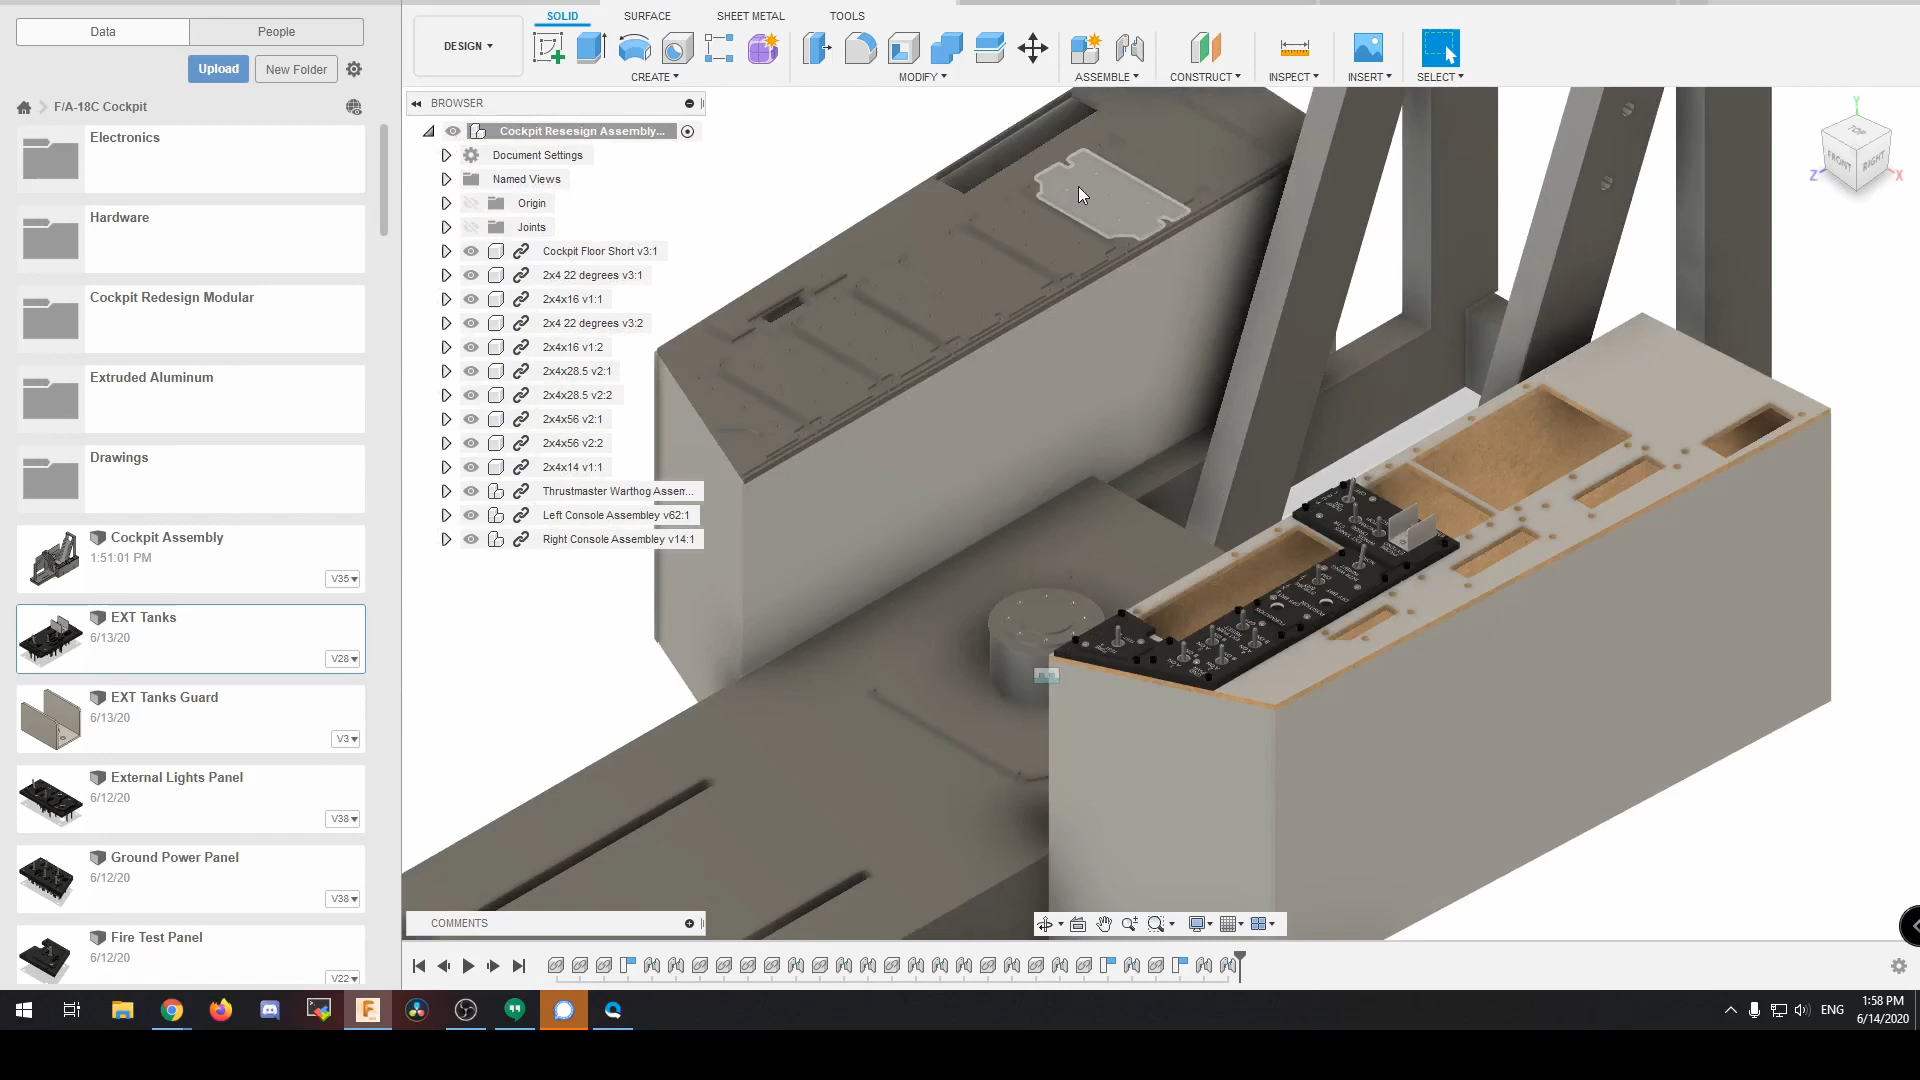 Data
People
Upload
New Folder
F/A-18C Cockpit
Electronics
Hardware
Cockpit Redesign Modular
Extruded Aluminum
Drawings
Cockpit Assembly
1:51:01 PM
V35
EXT Tanks
6/13/20
V28
EXT Tanks Guard
6/13/20
V3
External Lights Panel
6/12/20
V38
Ground Power Panel
6/12/20
V38
Fire Test Panel
6/12/20
V22
DESIGN
SOLID
SURFACE
SHEET METAL
TOOLS
CREATE
MODIFY
ASSEMBLE
CONSTRUCT
INSPECT
INSERT
SELECT
BROWSER
Cockpit Resesign Assembly...
Document Settings
Named Views
Origin
Joints
Cockpit Floor Short v3:1
2x4 22 degrees v3:1
2x4x16 v1:1
2x4 22 degrees v3:2
2x4x16 v1:2
2x4x28.5 v2:1
2x4x28.5 v2:2
2x4x56 v2:1
2x4x56 v2:2
2x4x14 v1:1
Thrustmaster Warthog Assem...
Left Console Assembley v62:1
Right Console Assembley v14:1
TOP
FRONT
RIGHT
Y
Z
X
COMMENTS
ENG
1:58 PM
6/14/2020